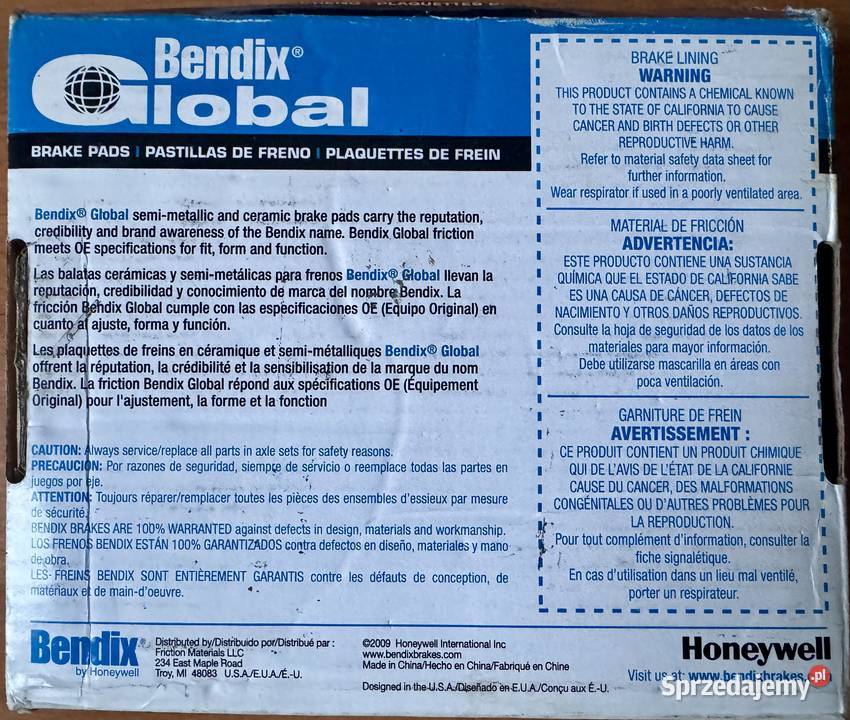 Bendix®
Global
BRAKE PADS | PASTILLAS DE FRENO | PLAQUETTES DE FREIN
Bendix® Global semi-metallic and ceramic brake pads carry the reputation,
credibility and brand awareness of the Bendix name. Bendix Global friction
meets OE specifications for fit, form and function.
Las balatas cerámicas y semi-metálicas para frenos Bendix® Global llevan la
reputación, credibilidad y conocimiento de marca del nombre Bendix. La
fricción Bendix Global cumple con las especificaciones OE (Equipo Original) en
cuanto al ajuste, forma y función.
Les plaquettes de freins en céramique et semi-métalliques Bendix® Global
offrent la réputation, la crédibilité et la sensibilisation de la marque du nom
Bendix. La friction Bendix Global répond aux spécifications OE (Équipement
Original) pour l'ajustement, la forme et la fonction
CAUTION: Always service/replace all parts in axle sets for safety reasons.
PRECAUCIÓN: Por razones de seguridad, siempre de servicio o reemplace todas las partes en
juegos por eje.
ATTENTION: Toujours réparer/remplacer toutes les pièces des ensembles d'essieux par mesure
de sécurité.
BENDIX BRAKES ARE 100% WARRANTED against defects in design, materials and workmanship.
LOS FRENOS BENDIX ESTÁN 100% GARANTIZADOS contra defectos en diseño, materiales y mano
de obra.
LES FREINS BENDIX SONT ENTIÈREMENT GARANTIS contre les défauts de conception, de
matériaux et de main-d'oeuvre.
BRAKE LINING
WARNING
THIS PRODUCT CONTAINS A CHEMICAL KNOWN
TO THE STATE OF CALIFORNIA TO CAUSE
CANCER AND BIRTH DEFECTS OR OTHER
REPRODUCTIVE HARM.
Refer to material safety data sheet for
further information.
Wear respirator if used in a poorly ventilated area.
MATERIAL DE FRICCIÓN
ADVERTENCIA:
ESTE PRODUCTO CONTIENE UNA SUSTANCIA
QUÍMICA QUE EL ESTADO DE CALIFORNIA SABE
ES UNA CAUSA DE CÁNCER, DEFECTOS DE
NACIMIENTO Y OTROS DAÑOS REPRODUCTIVOS.
Consulte la hoja de seguridad de los datos de los
materiales para mayor información.
Debe utilizarse mascarilla en áreas con
poca ventilación.
GARNITURE DE FREIN
AVERTISSEMENT :
CE PRODUIT CONTIENT UN PRODUIT CHIMIQUE
QUI DE L'AVIS DE L'ÉTAT DE LA CALIFORNIE
CAUSE DU CANCER, DES MALFORMATIONS
CONGÉNITALES OU D'AUTRES PROBLÈMES POUR
LA REPRODUCTION.
Pour tout complément d'information, consulter la
fiche signalétique.
En cas d'utilisation dans un lieu mal ventilé,
porter un respirateur.
Bendix®
by Honeywell
Distributed by/Distribuido por/Distribué par :
Friction Materials LLC
234 East Maple Road
Troy, MI 48083 U.S.A./E.U.A./É.-U.
©2009 Honeywell International Inc
www.bendixbrakes.com
Made in China/Hecho en China/Fabriqué en Chine
Designed in the U.S.A./Diseñado en E.U.A./Conçu aux É.-U.
Honeywell
Visit us at: www.bendixbrakes.
Sprzedajemy.pl